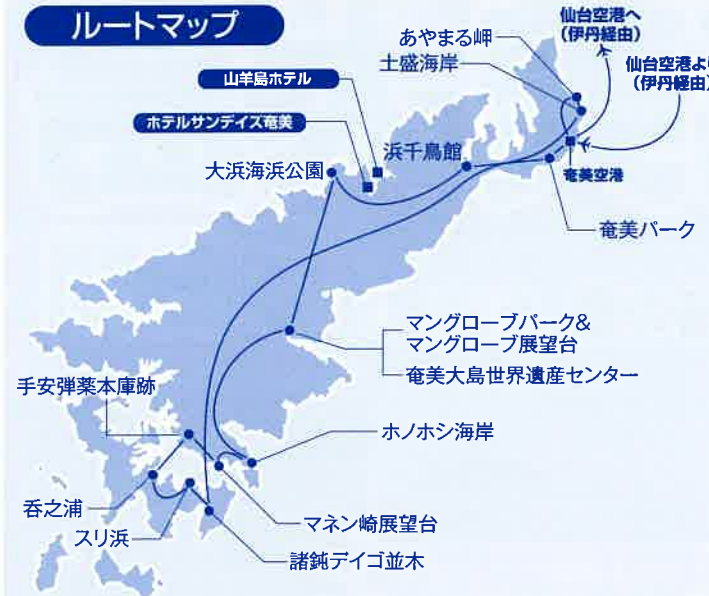 ルートマップ
仙台空港へ
(伊丹経由)
あやまる岬
土盛海岸
仙台空港より
(伊丹経由)
山羊島ホテル
ホテルサンデイズ奄美
浜千鳥館
大浜海浜公園
奄美空港
奄美パーク
マングローブパーク&
マングローブ展望台
奄美大島世界遺産センター
手安弾薬本庫跡
ホノホシ海岸
呑之浦
マネン崎展望台
スリ浜
諸鈍デイゴ並木